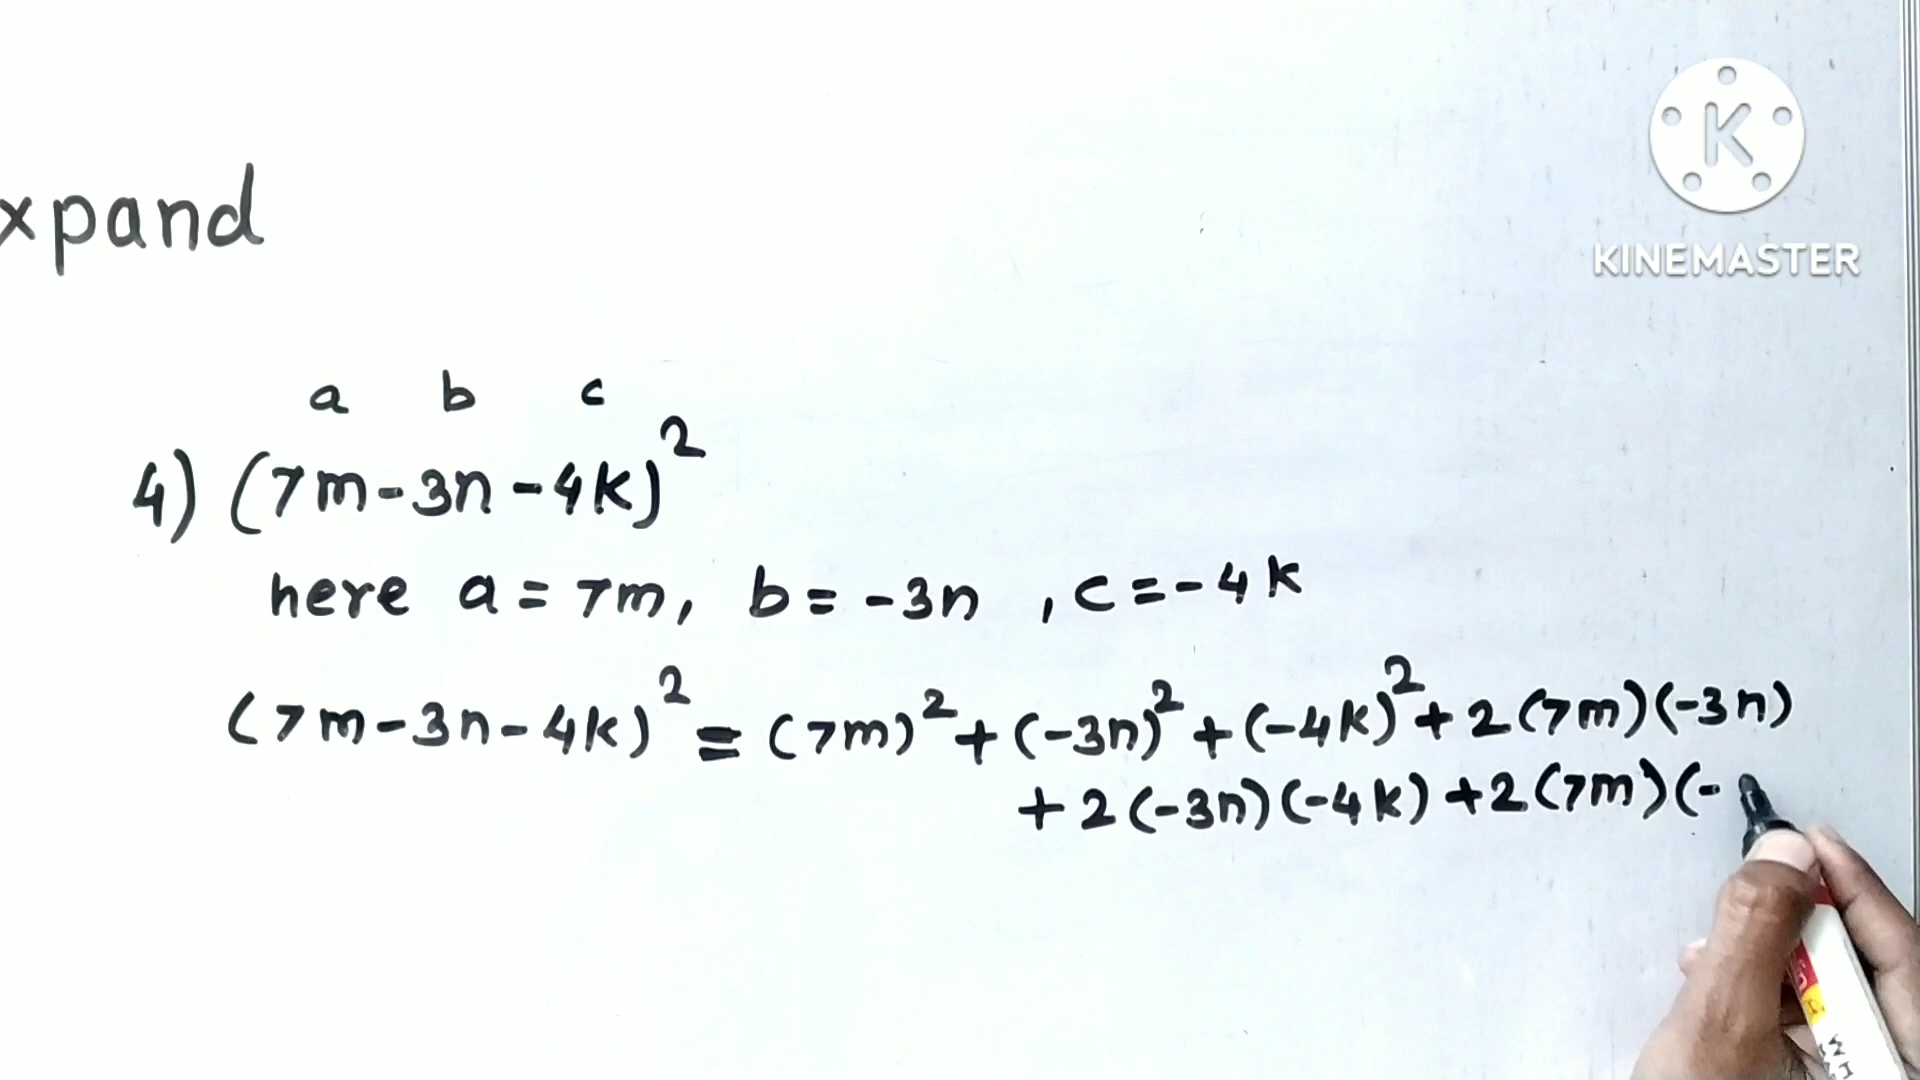 K
KINEMASTER
xpand
a b c
4) (7m-3n-4k)²
here a = 7m, b = -3n , c = -4k
(7m-3n-4k)² = (7m)² + (-3n)² + (-4k)² + 2(7m)(-3n)
+ 2(-3n)(-4k) + 2(7m)(-